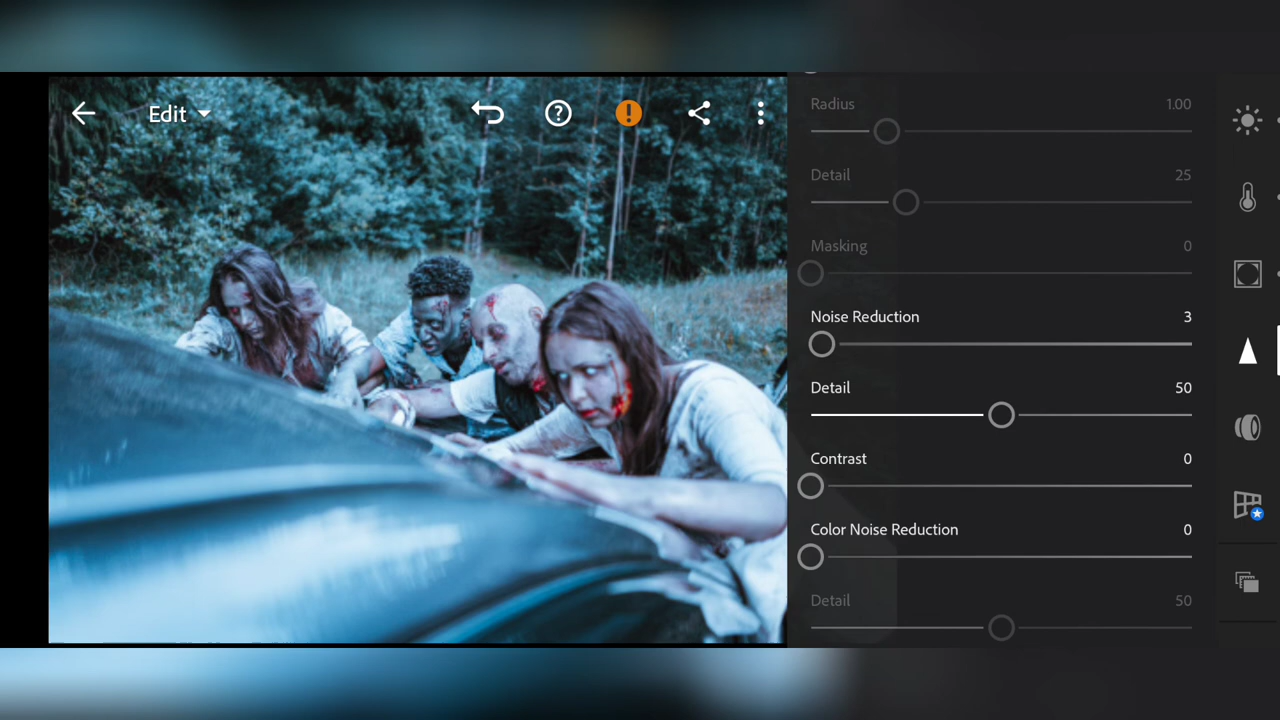 Edit
Radius 1.00
Detail 25
Masking 0
Noise Reduction 3
Detail 50
Contrast 0
Color Noise Reduction 0
Detail 50